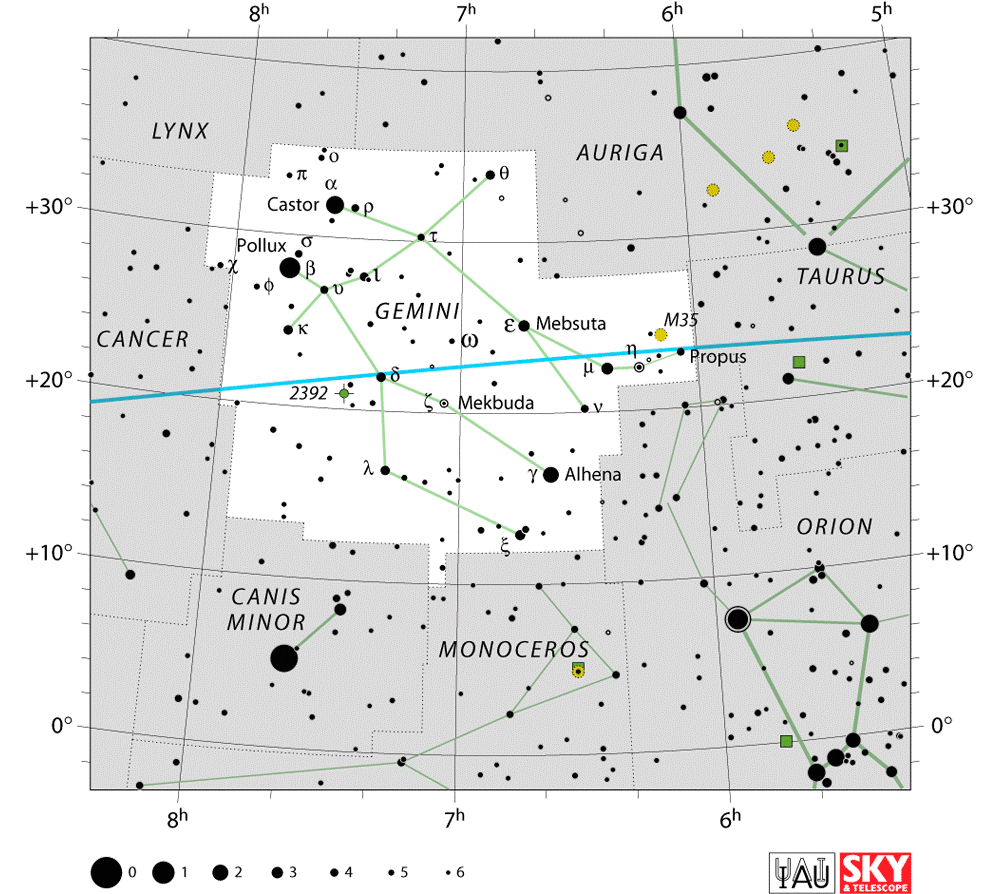 8h 7h 6h 5h
LYNX
ο
π
α
Castor ρ
θ
AURIGA
+30° +30°
τ
σ
Pollux
β
χ
φ
ι
υ
TAURUS
GEMINI
κ
ω
ε Mebsuta
M35
CANCER
η
Propus
μ
+20° +20°
δ
2392
ζ Mekbuda
ν
λ
γ Alhena
ORION
ξ
+10° +10°
CANIS
MINOR
MONOCEROS
0° 0°
8h 7h 6h
0 1 2 3 4 5 6
IAU
SKY
& TELESCOPE